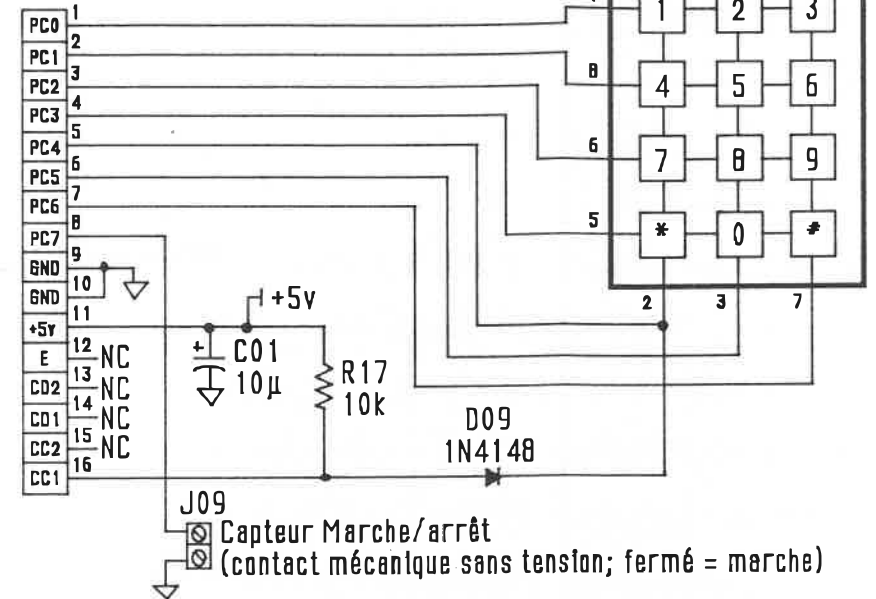 PC0 1
PC1 2
PC2 3
PC3 4
PC4 5
PC5 6
PC6 7
PC7 8
GND 9
GND 10
+5v 11
E 12 NC
CD2 13 NC
CD1 14 NC
CC2 15 NC
CC1 16
1 2 3
8 4 5 6
6 7 8 9
5 * 0 #
2 3 7
+5v
+ C01
10µ
R17
10k
D09
1N4148
J09
Capteur Marche/arrêt
(contact mécanique sans tension; fermé = marche)